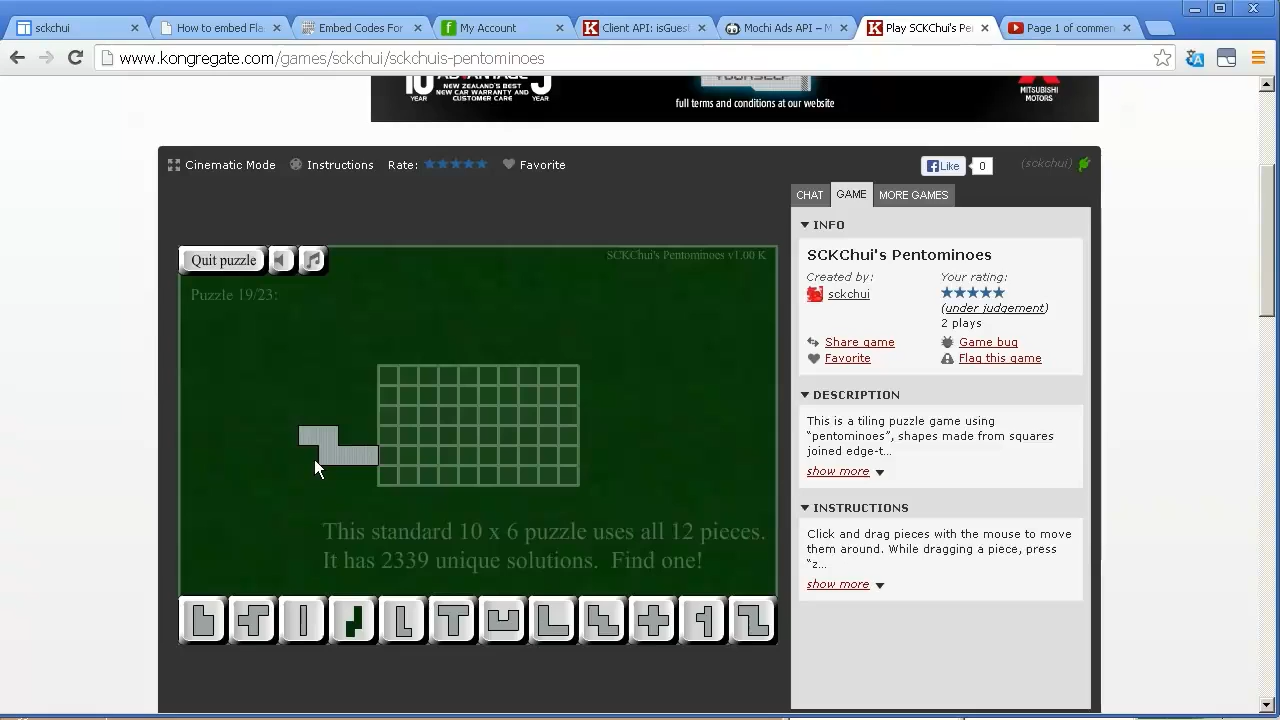 sckchui
How to embed Fla
Embed Codes For
My Account
Client API: isGues
Mochi Ads API – M
Play SCKChui's Pe
Page 1 of commen
www.kongregate.com/games/sckchui/sckchuis-pentominoes
10 ADVANTAGE
YEAR
NEW ZEALAND'S BEST
NEW CAR WARRANTY AND
CUSTOMER CARE
YEAR
YOURSELF
full terms and conditions at our website
MITSUBISHI
MOTORS
Cinematic Mode
Instructions
Rate:
Favorite
Like
0
(sckchui)
CHAT
GAME
MORE GAMES
Quit puzzle
SCKChui's Pentominoes v1.00 K
Puzzle 19/23:
This standard 10 x 6 puzzle uses all 12 pieces.
It has 2339 unique solutions. Find one!
INFO
SCKChui's Pentominoes
Created by:
sckchui
Your rating:
(under judgement)
2 plays
Share game
Game bug
Favorite
Flag this game
DESCRIPTION
This is a tiling puzzle game using
"pentominoes", shapes made from squares
joined edge-t...
show more
INSTRUCTIONS
Click and drag pieces with the mouse to move
them around. While dragging a piece, press
"z...
show more